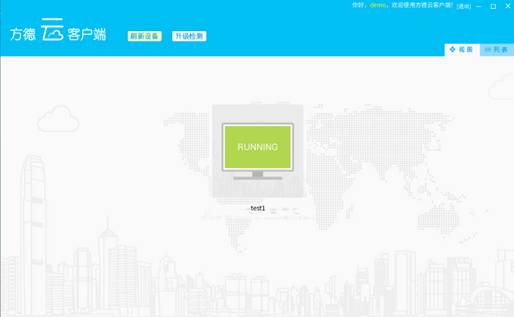 你好，demo，欢迎使用方德云客户端! [退出]
方德 云 客户端
刷新设备 升级检测
视图 列表
RUNNING
test1